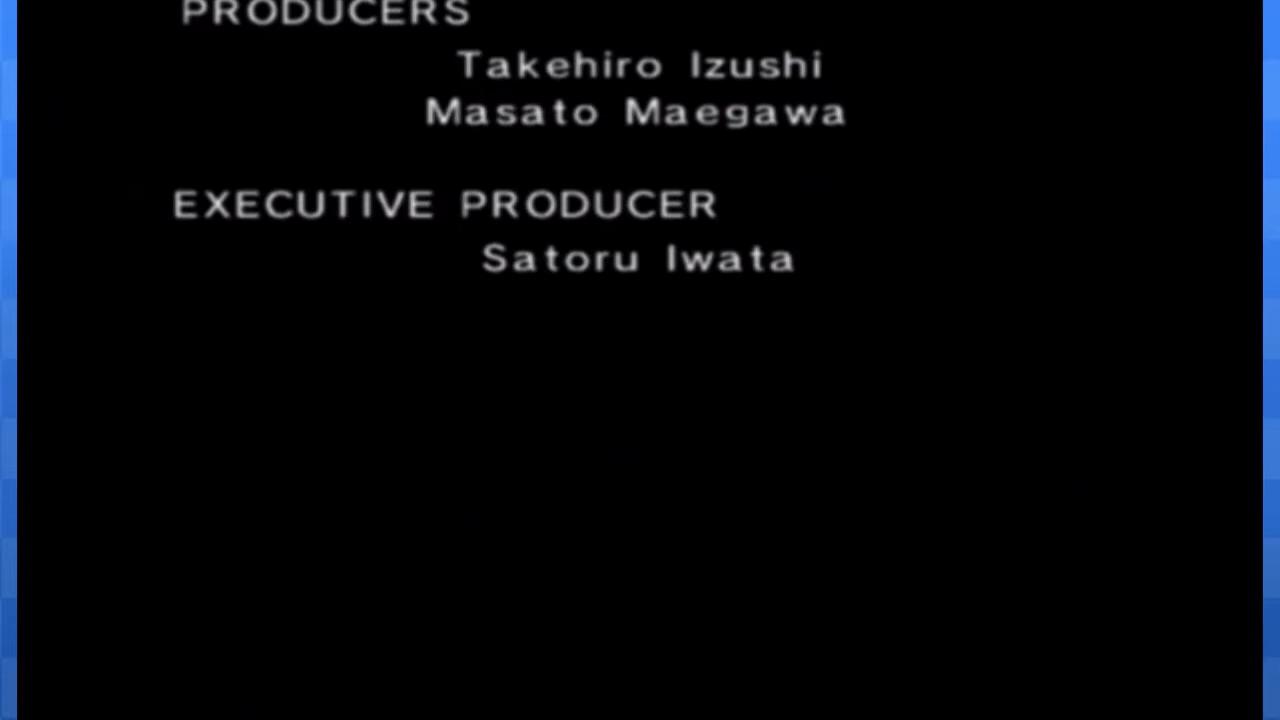 PRODUCERS
Takehiro Izushi
Masato Maegawa
EXECUTIVE PRODUCER
Satoru Iwata